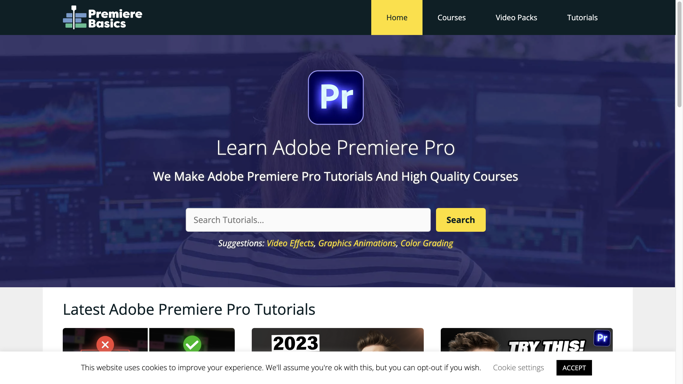 Premiere
Basics
Home
Courses
Video Packs
Tutorials
Pr
Learn Adobe Premiere Pro
We Make Adobe Premiere Pro Tutorials And High Quality Courses
Search Tutorials...
Search
Suggestions: Video Effects, Graphics Animations, Color Grading
Latest Adobe Premiere Pro Tutorials
2023
TRY THIS!
Pr
This website uses cookies to improve your experience. We'll assume you're ok with this, but you can opt-out if you wish.
Cookie settings
ACCEPT